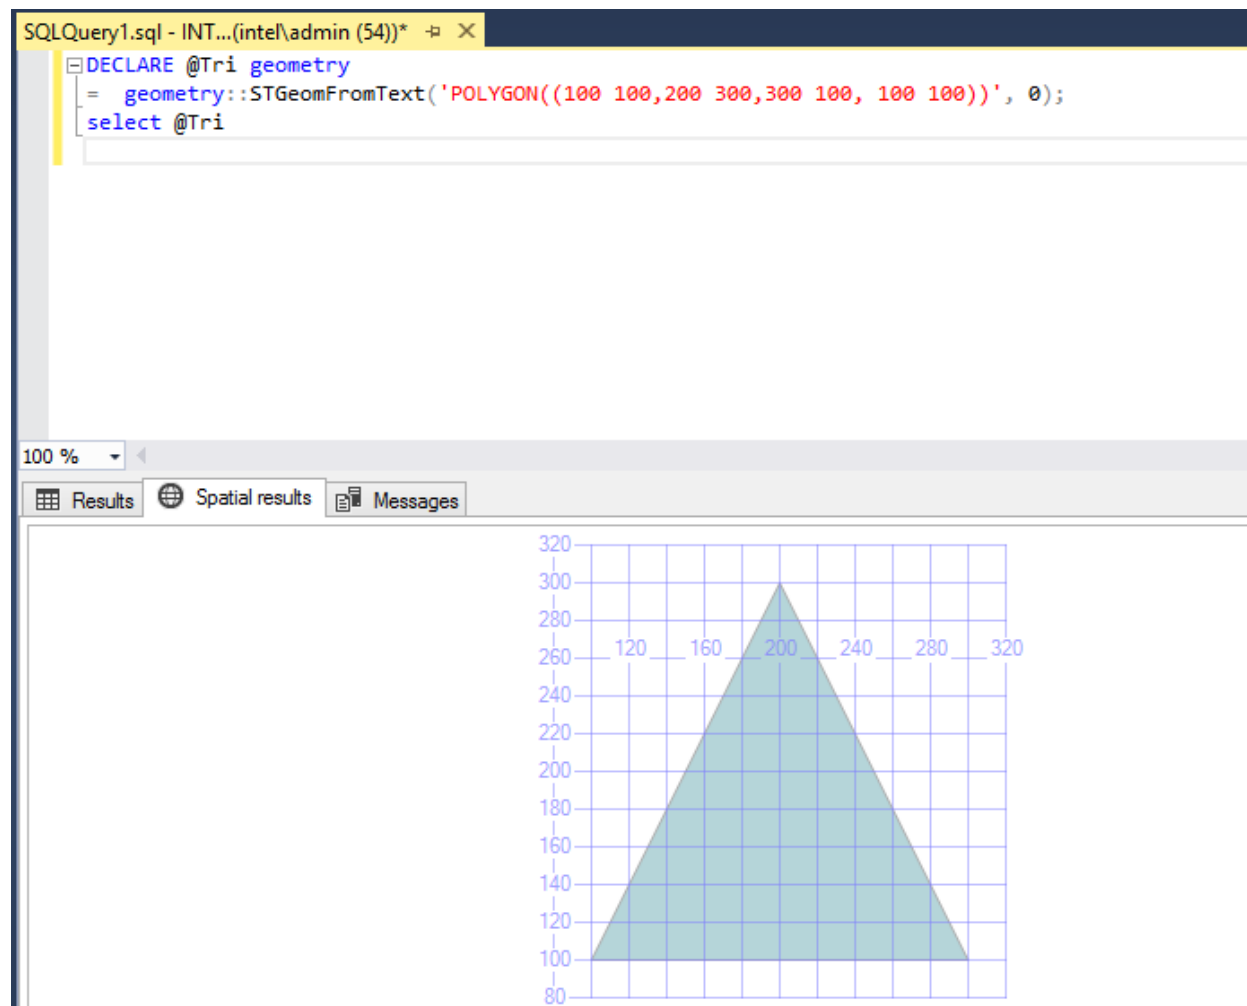 SQLQuery1.sql - INT...(intel\admin (54))*
DECLARE @Tri geometry
=  geometry::STGeomFromText('POLYGON((100 100,200 300,300 100, 100 100))', 0);
select @Tri
100 %
Results Spatial results Messages
320
300
280
120 160 200 240 280 320
260
240
220
200
180
160
140
120
100
80